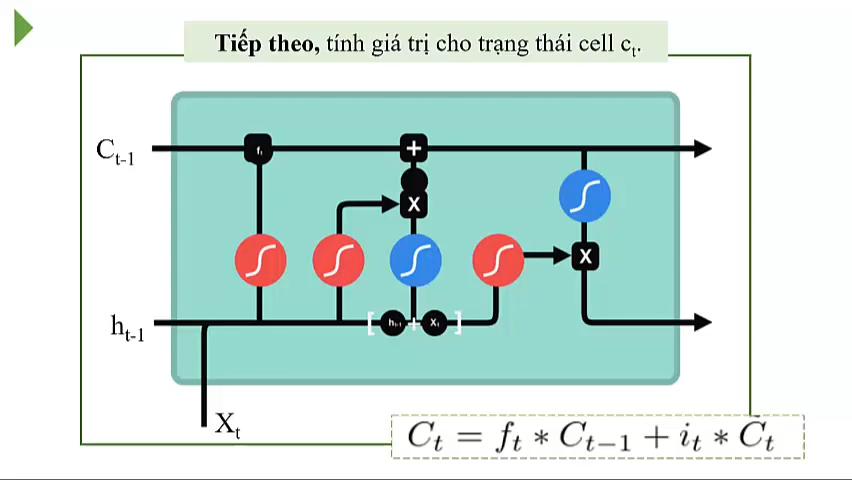 Tiếp theo, tính giá trị cho trạng thái cell cₜ.
Cₜ₋₁
fₜ
+
X
X
hₜ₋₁
[ hₜ₋₁ + Xₜ ]
Xₜ
Cₜ = fₜ * Cₜ₋₁ + iₜ * C̃ₜ